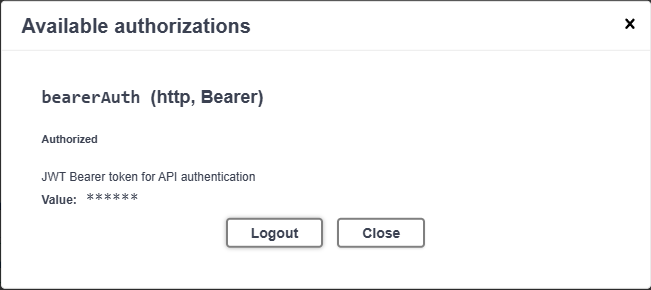 Available authorizations
×
bearerAuth (http, Bearer)
Authorized
JWT Bearer token for API authentication
Value: ******
Logout Close